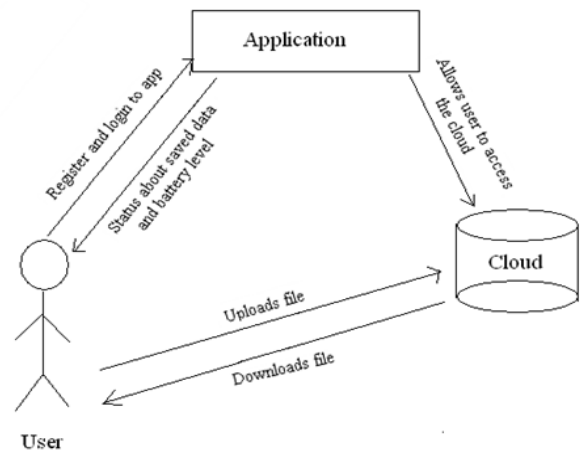 Application
Register and login to app
Status about saved data
and battery level
Allows user to access
the cloud
Cloud
Uploads file
Downloads file
User